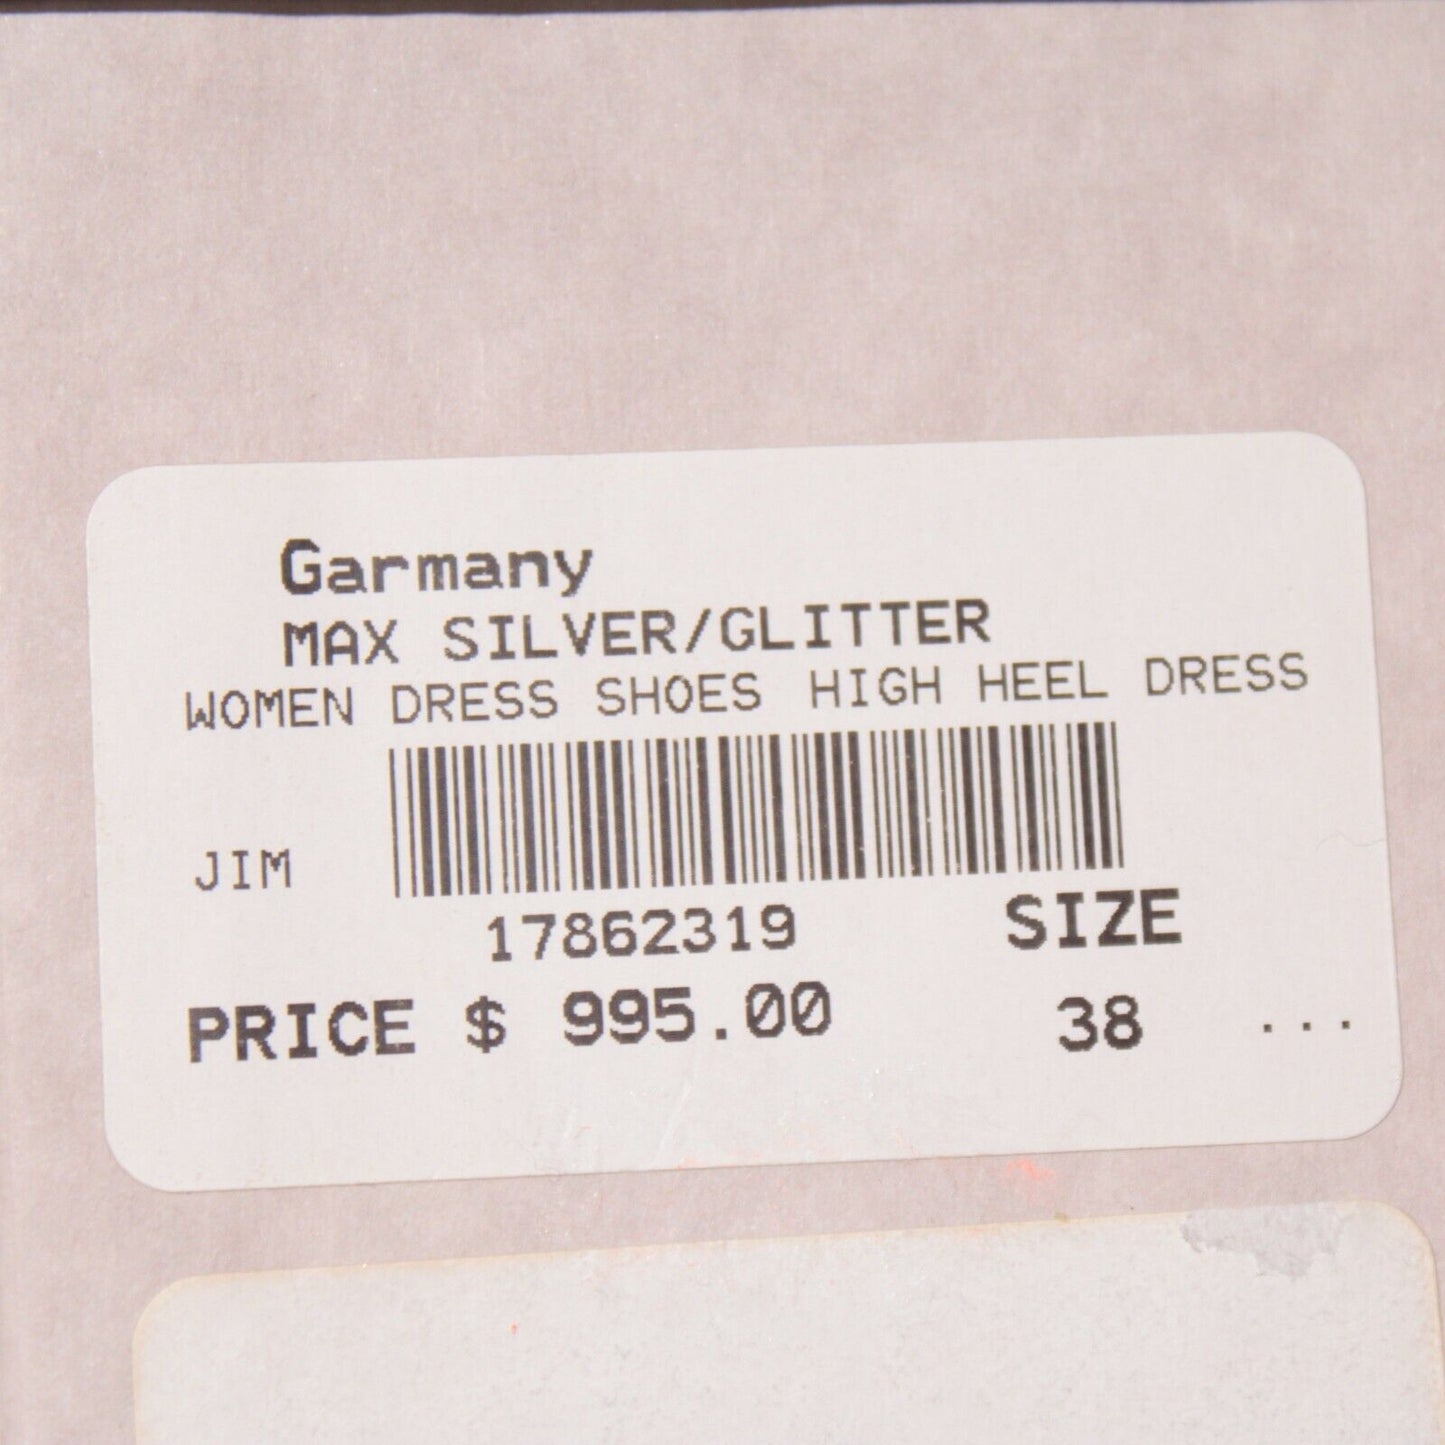 Garmany
MAX SILVER/GLITTER
WOMEN DRESS SHOES HIGH HEEL DRESS
JIM
17862319 SIZE
PRICE $ 995.00 38 ...